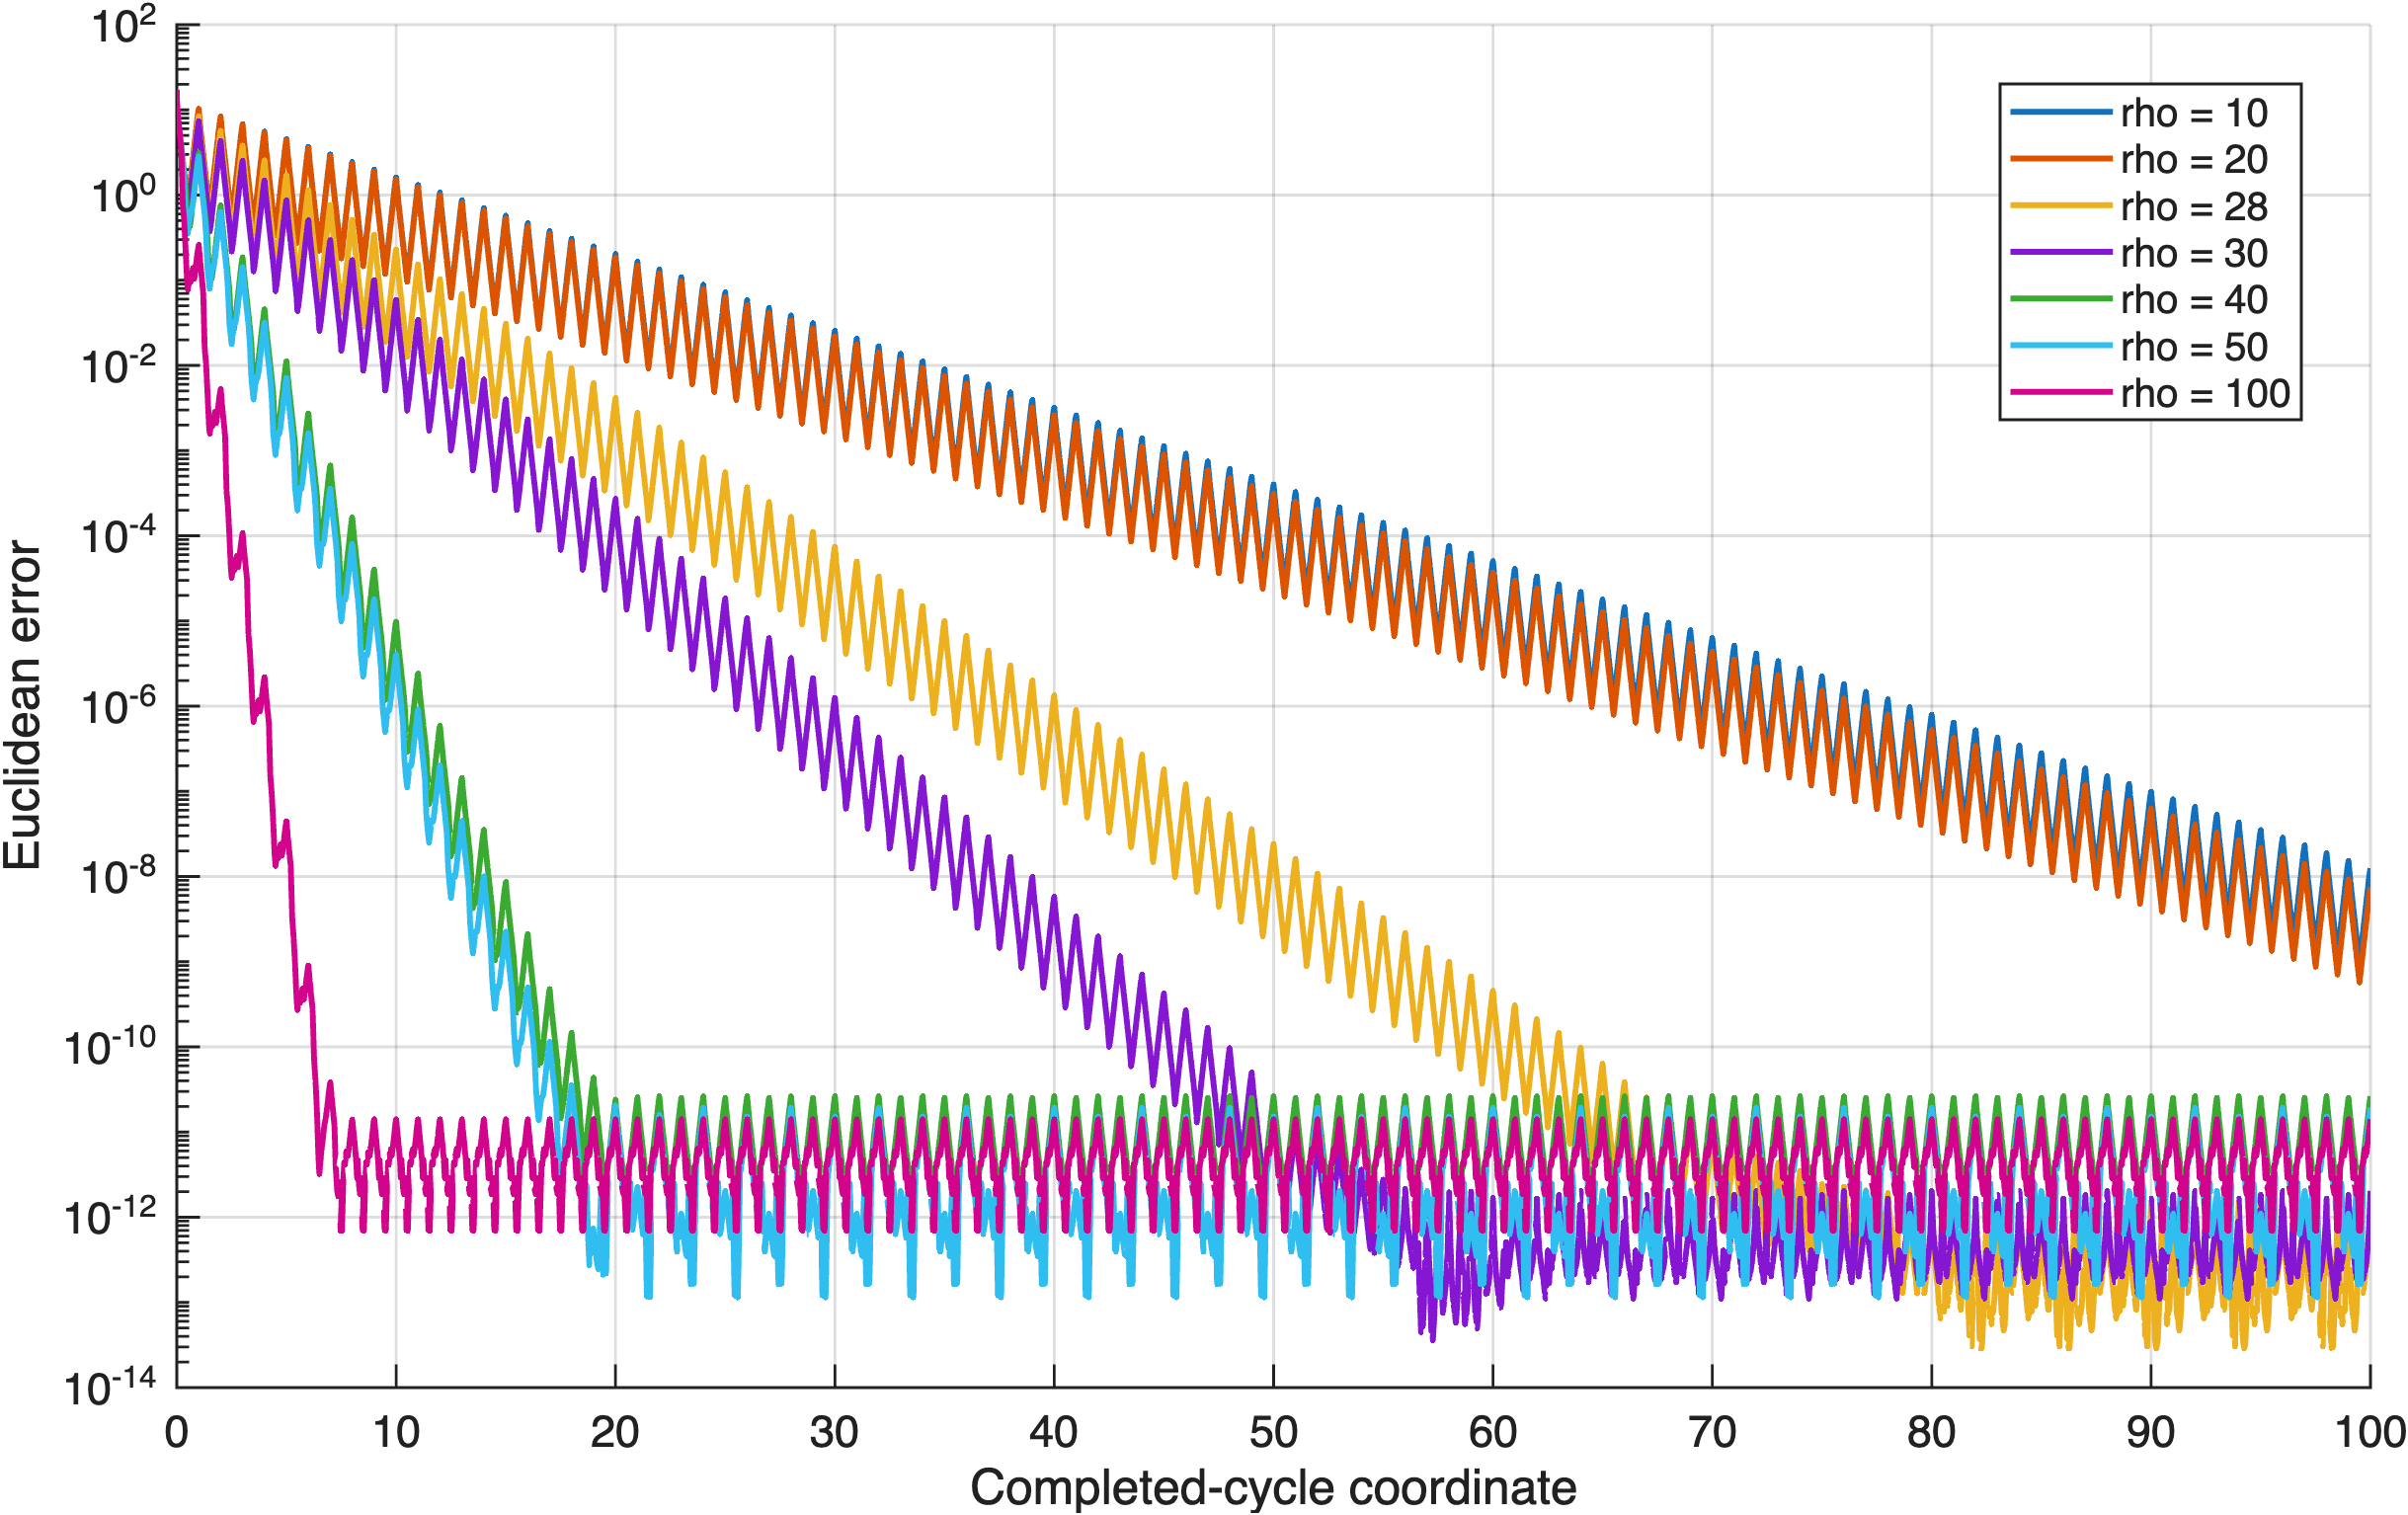 10^2
10^0
10^-2
10^-4
10^-6
10^-8
10^-10
10^-12
10^-14
Euclidean error
0 10 20 30 40 50 60 70 80 90 100
Completed-cycle coordinate
rho = 10
rho = 20
rho = 28
rho = 30
rho = 40
rho = 50
rho = 100